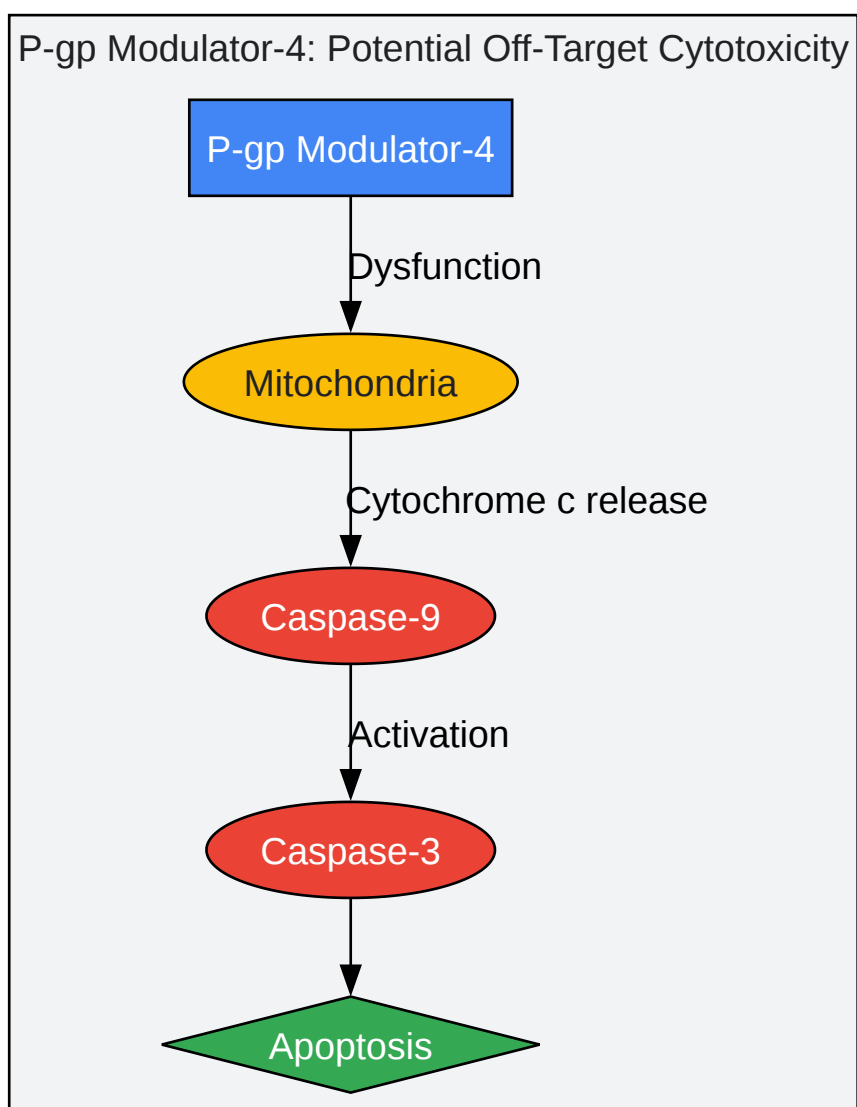 P-gp Modulator-4: Potential Off-Target Cytotoxicity
P-gp Modulator-4
Dysfunction
Mitochondria
Cytochrome c release
Caspase-9
Activation
Caspase-3
Apoptosis